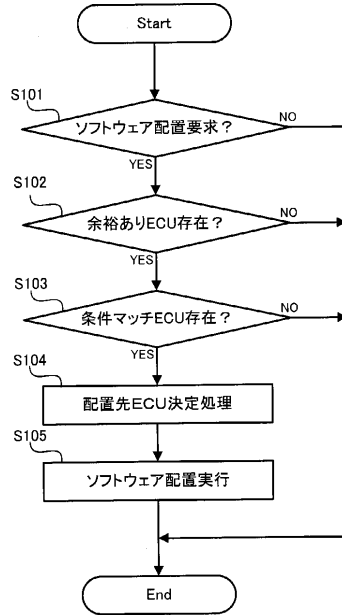 Start
S101
ソフトウェア配置要求?
NO
YES
S102
余裕ありECU存在?
NO
YES
S103
条件マッチECU存在?
NO
YES
S104
配置先ECU決定処理
S105
ソフトウェア配置実行
End